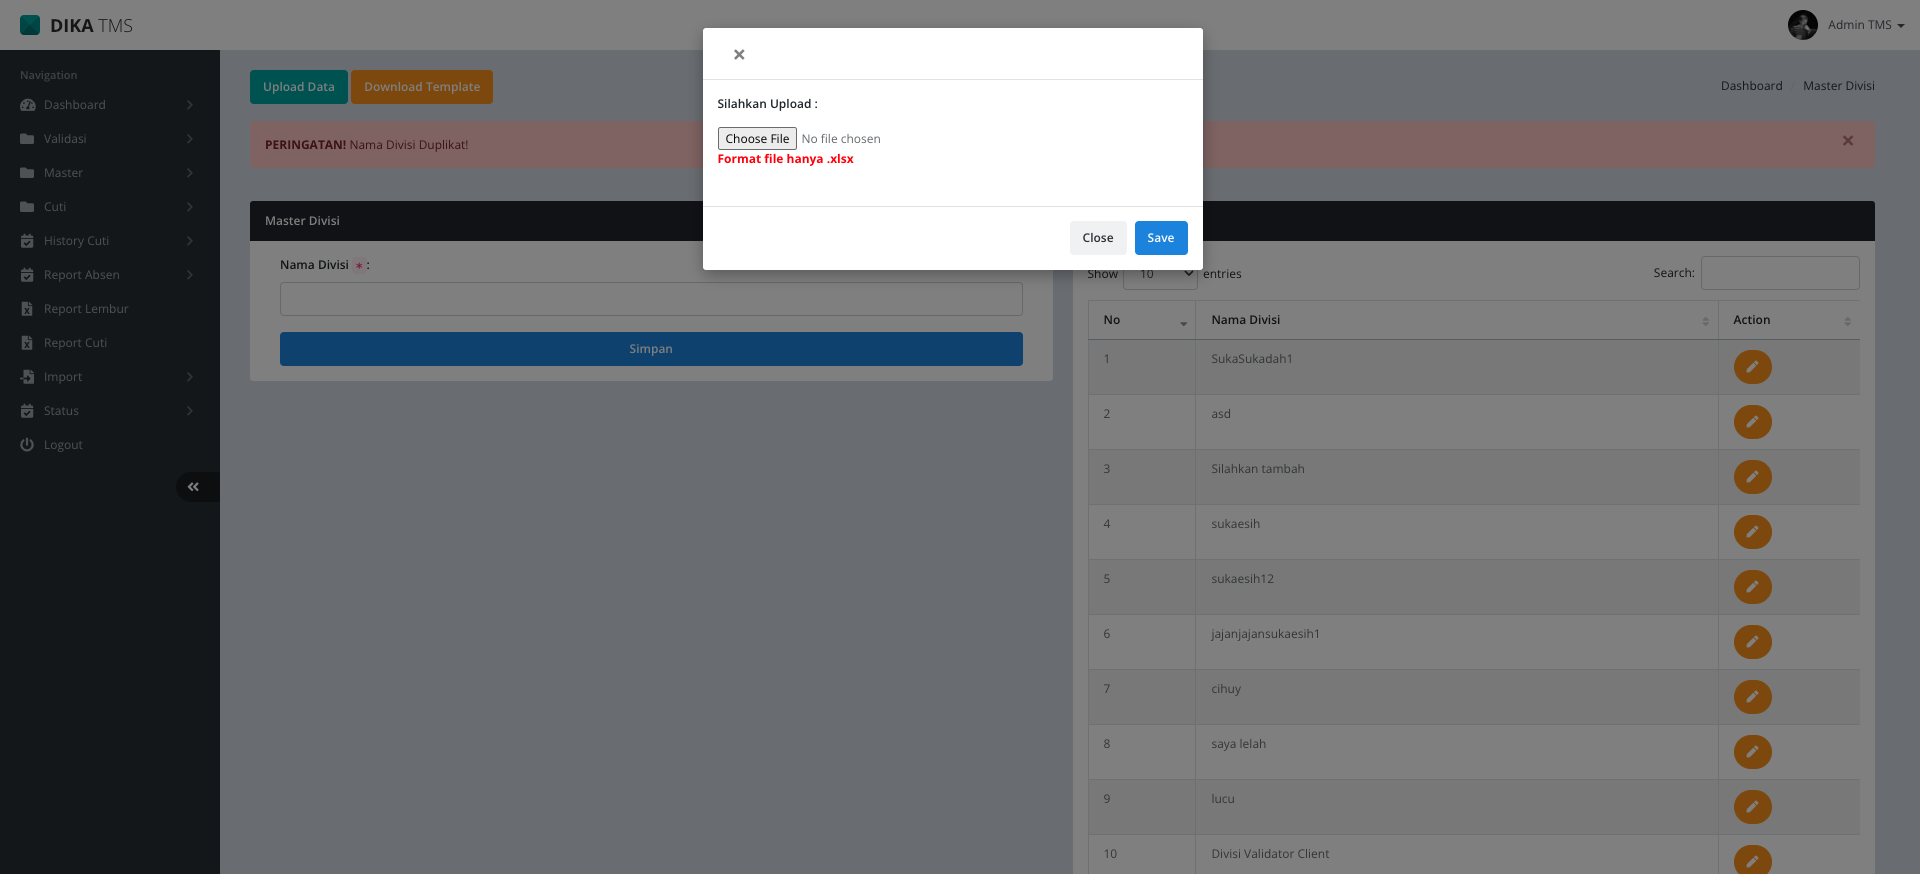 DIKA TMS
Admin TMS
Navigation
Dashboard
Validasi
Master
Cuti
History Cuti
Report Absen
Report Lembur
Report Cuti
Import
Status
Logout
Upload Data
Download Template
Dashboard
Master Divisi
PERINGATAN! Nama Divisi Duplikat!
×
×
Silahkan Upload :
Choose File No file chosen
Format file hanya .xlsx
Close
Save
Master Divisi
Nama Divisi * :
Simpan
Show 10 entries
Search:
No Nama Divisi Action
1 SukaSukadah1
2 asd
3 Silahkan tambah
4 sukaesih
5 sukaesih12
6 jajanjajansukaesih1
7 cihuy
8 saya lelah
9 lucu
10 Divisi Validator Client